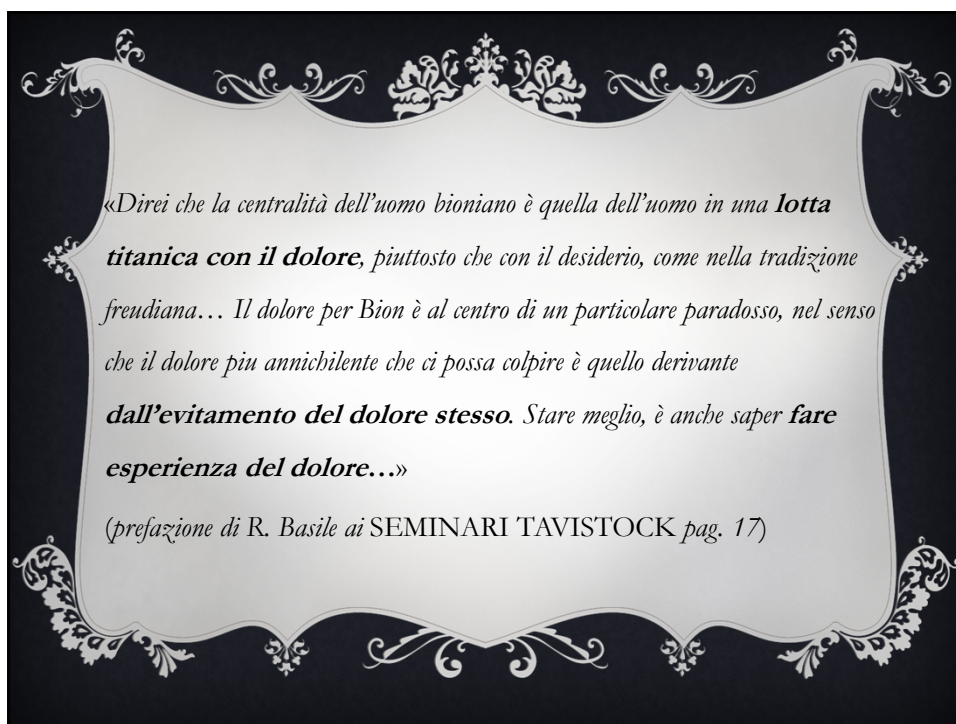 «Direi che la centralità dell’uomo bioniano è quella dell’uomo in una lotta
titanica con il dolore, piuttosto che con il desiderio, come nella tradizione
freudiana… Il dolore per Bion è al centro di un particolare paradosso, nel senso
che il dolore piu annichilente che ci possa colpire è quello derivante
dall’evitamento del dolore stesso. Stare meglio, è anche saper fare
esperienza del dolore…»
(prefazione di R. Basile ai SEMINARI TAVISTOCK pag. 17)